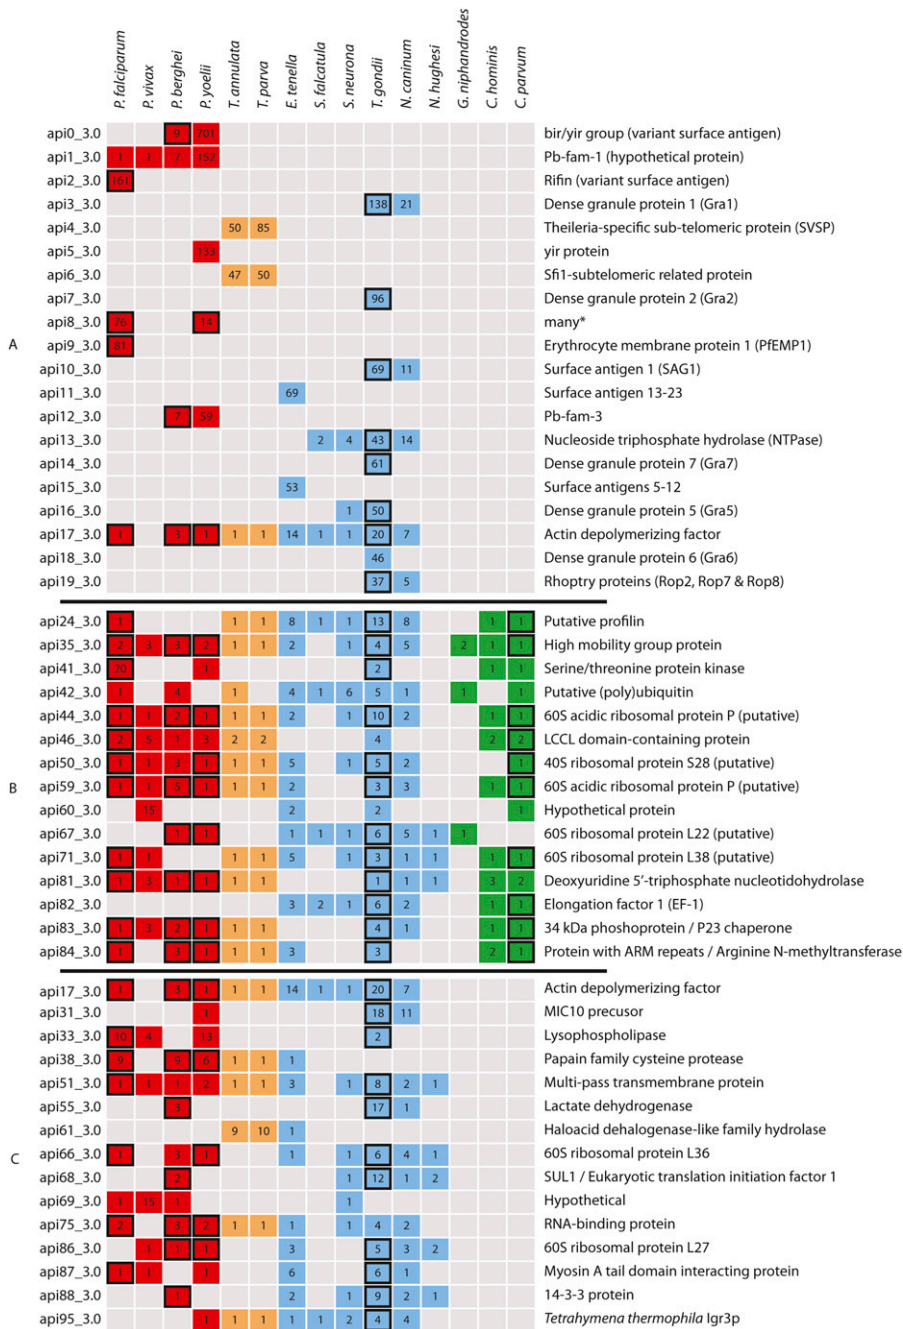 P. falciparum P. vivax P. berghei P. yoelii T. annulata T. parva E. tenella S. falcatula S. neurona T. gondii N. caninum N. hughesi G. niphandrodes C. hominis C. parvum
api0_3.0 9 701 bir/yir group (variant surface antigen)
api1_3.0 1 1 7 152 Pb-fam-1 (hypothetical protein)
api2_3.0 161 Rifin (variant surface antigen)
api3_3.0 138 21 Dense granule protein 1 (Gra1)
api4_3.0 50 85 Theileria-specific sub-telomeric protein (SVSP)
api5_3.0 133 yir protein
api6_3.0 47 50 Sfi1-subtelomeric related protein
api7_3.0 96 Dense granule protein 2 (Gra2)
api8_3.0 76 14 many*
A
api9_3.0 81 Erythrocyte membrane protein 1 (PfEMP1)
api10_3.0 69 11 Surface antigen 1 (SAG1)
api11_3.0 69 Surface antigen 13-23
api12_3.0 7 59 Pb-fam-3
api13_3.0 2 4 43 14 Nucleoside triphosphate hydrolase (NTPase)
api14_3.0 61 Dense granule protein 7 (Gra7)
api15_3.0 53 Surface antigens 5-12
api16_3.0 1 50 Dense granule protein 5 (Gra5)
api17_3.0 1 3 1 1 1 14 1 1 20 7 Actin depolymerizing factor
api18_3.0 46 Dense granule protein 6 (Gra6)
api19_3.0 37 5 Rhoptry proteins (Rop2, Rop7 & Rop8)
api24_3.0 1 1 1 8 1 1 13 8 1 1 Putative profilin
api35_3.0 2 3 3 2 1 1 2 1 4 5 2 1 1 High mobility group protein
api41_3.0 20 1 2 1 1 Serine/threonine protein kinase
api42_3.0 1 4 1 4 1 6 5 1 1 1 Putative (poly)ubiquitin
api44_3.0 1 1 2 1 1 1 2 1 10 2 1 1 60S acidic ribosomal protein P (putative)
api46_3.0 2 5 1 3 2 2 4 2 2 LCCL domain-containing protein
api50_3.0 1 1 3 1 1 1 5 1 5 2 1 40S ribosomal protein S28 (putative)
B
api59_3.0 1 1 5 1 1 1 2 3 3 1 1 60S acidic ribosomal protein P (putative)
api60_3.0 15 2 2 1 Hypothetical protein
api67_3.0 1 1 1 1 1 6 5 1 1 60S ribosomal protein L22 (putative)
api71_3.0 1 1 1 1 5 1 3 1 1 1 1 60S ribosomal protein L38 (putative)
api81_3.0 1 3 1 1 1 1 1 1 1 3 2 Deoxyuridine 5′-triphosphate nucleotidohydrolase
api82_3.0 3 2 1 6 2 1 1 Elongation factor 1 (EF-1)
api83_3.0 1 3 2 1 1 1 4 1 1 1 34 kDa phoshoprotein / P23 chaperone
api84_3.0 1 3 1 1 1 3 3 2 1 Protein with ARM repeats / Arginine N-methyltransferase
api17_3.0 1 3 1 1 1 14 1 1 20 7 Actin depolymerizing factor
api31_3.0 1 18 11 MIC10 precusor
api33_3.0 10 4 13 2 Lysophospholipase
api38_3.0 9 9 6 1 1 1 Papain family cysteine protease
api51_3.0 1 1 1 2 1 1 3 1 8 2 1 Multi-pass transmembrane protein
api55_3.0 3 17 1 Lactate dehydrogenase
api61_3.0 9 10 1 Haloacid dehalogenase-like family hydrolase
C
api66_3.0 1 3 1 1 1 6 4 1 60S ribosomal protein L36
api68_3.0 2 1 12 1 2 SUL1 / Eukaryotic translation initiation factor 1
api69_3.0 1 15 1 1 Hypothetical
api75_3.0 2 3 2 1 1 1 1 4 2 RNA-binding protein
api86_3.0 1 1 1 3 5 3 2 60S ribosomal protein L27
api87_3.0 1 1 1 6 6 1 Myosin A tail domain interacting protein
api88_3.0 1 2 1 9 2 1 14-3-3 protein
api95_3.0 1 1 1 1 1 2 4 4 Tetrahymena thermophila Igr3p